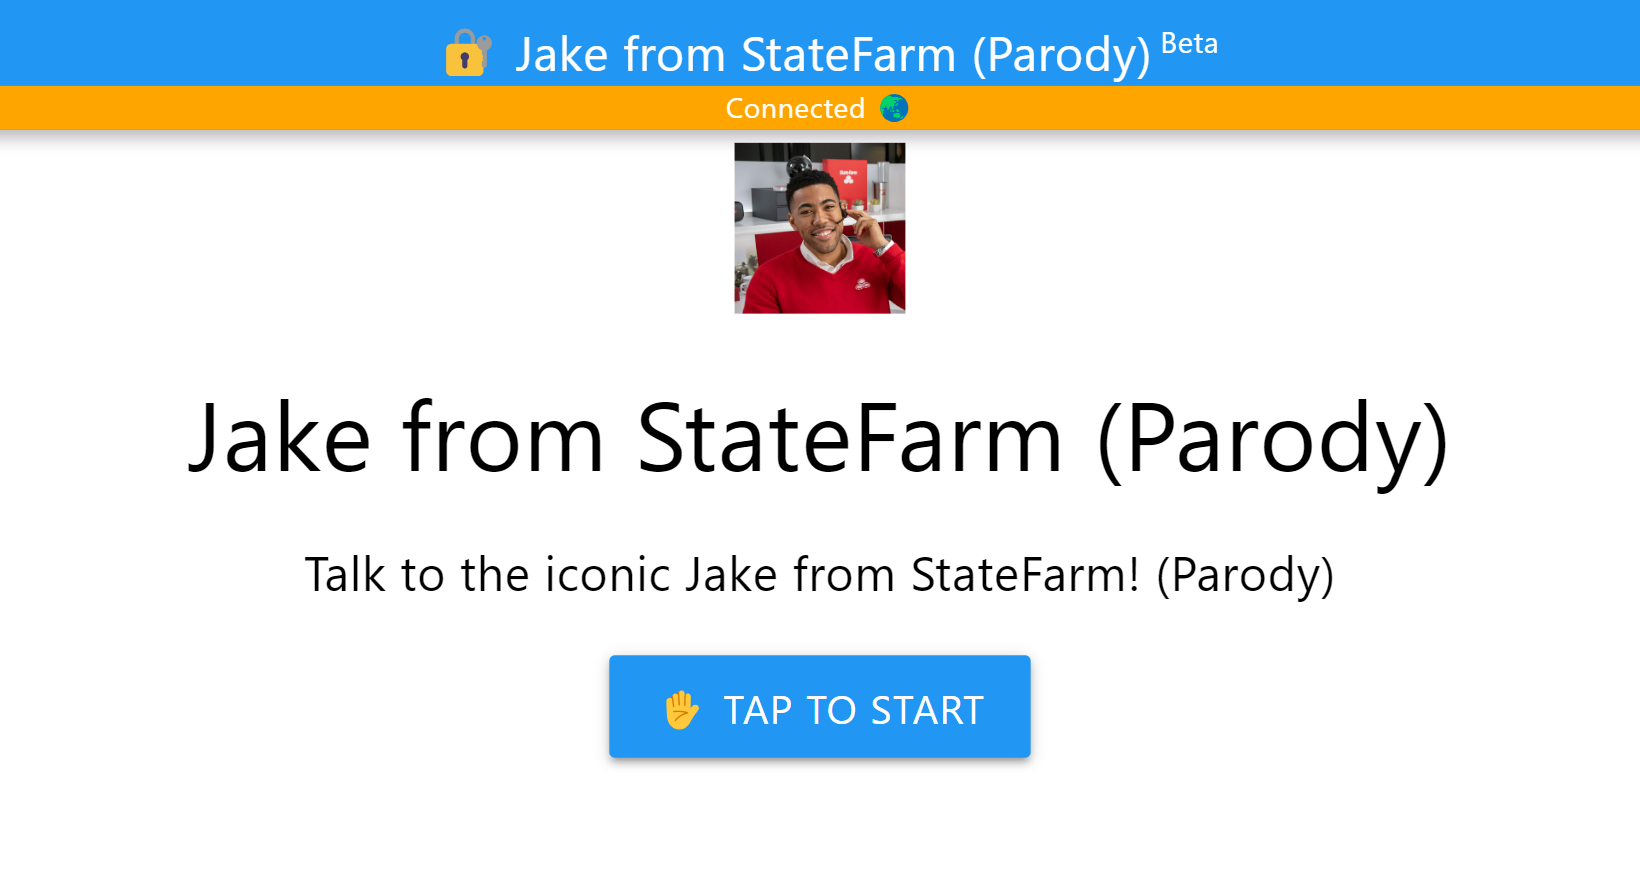 Jake from StateFarm (Parody) Beta
Connected
StateFarm
Jake from StateFarm (Parody)
Talk to the iconic Jake from StateFarm! (Parody)
TAP TO START